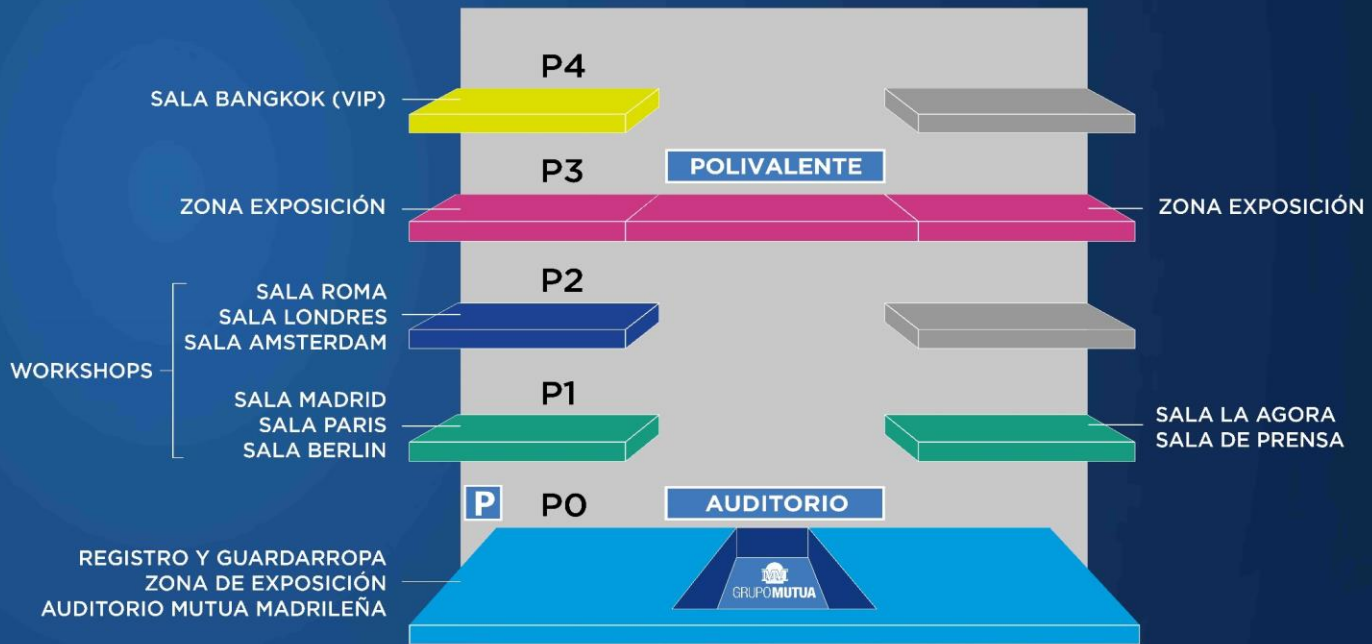 P4
SALA BANGKOK (VIP)
P3
POLIVALENTE
ZONA EXPOSICIÓN
ZONA EXPOSICIÓN
P2
SALA ROMA
SALA LONDRES
SALA AMSTERDAM
WORKSHOPS
P1
SALA MADRID
SALA PARIS
SALA BERLIN
SALA LA AGORA
SALA DE PRENSA
P
P0
AUDITORIO
REGISTRO Y GUARDARROPA
ZONA DE EXPOSICIÓN
AUDITORIO MUTUA MADRILEÑA
GRUPOMUTUA